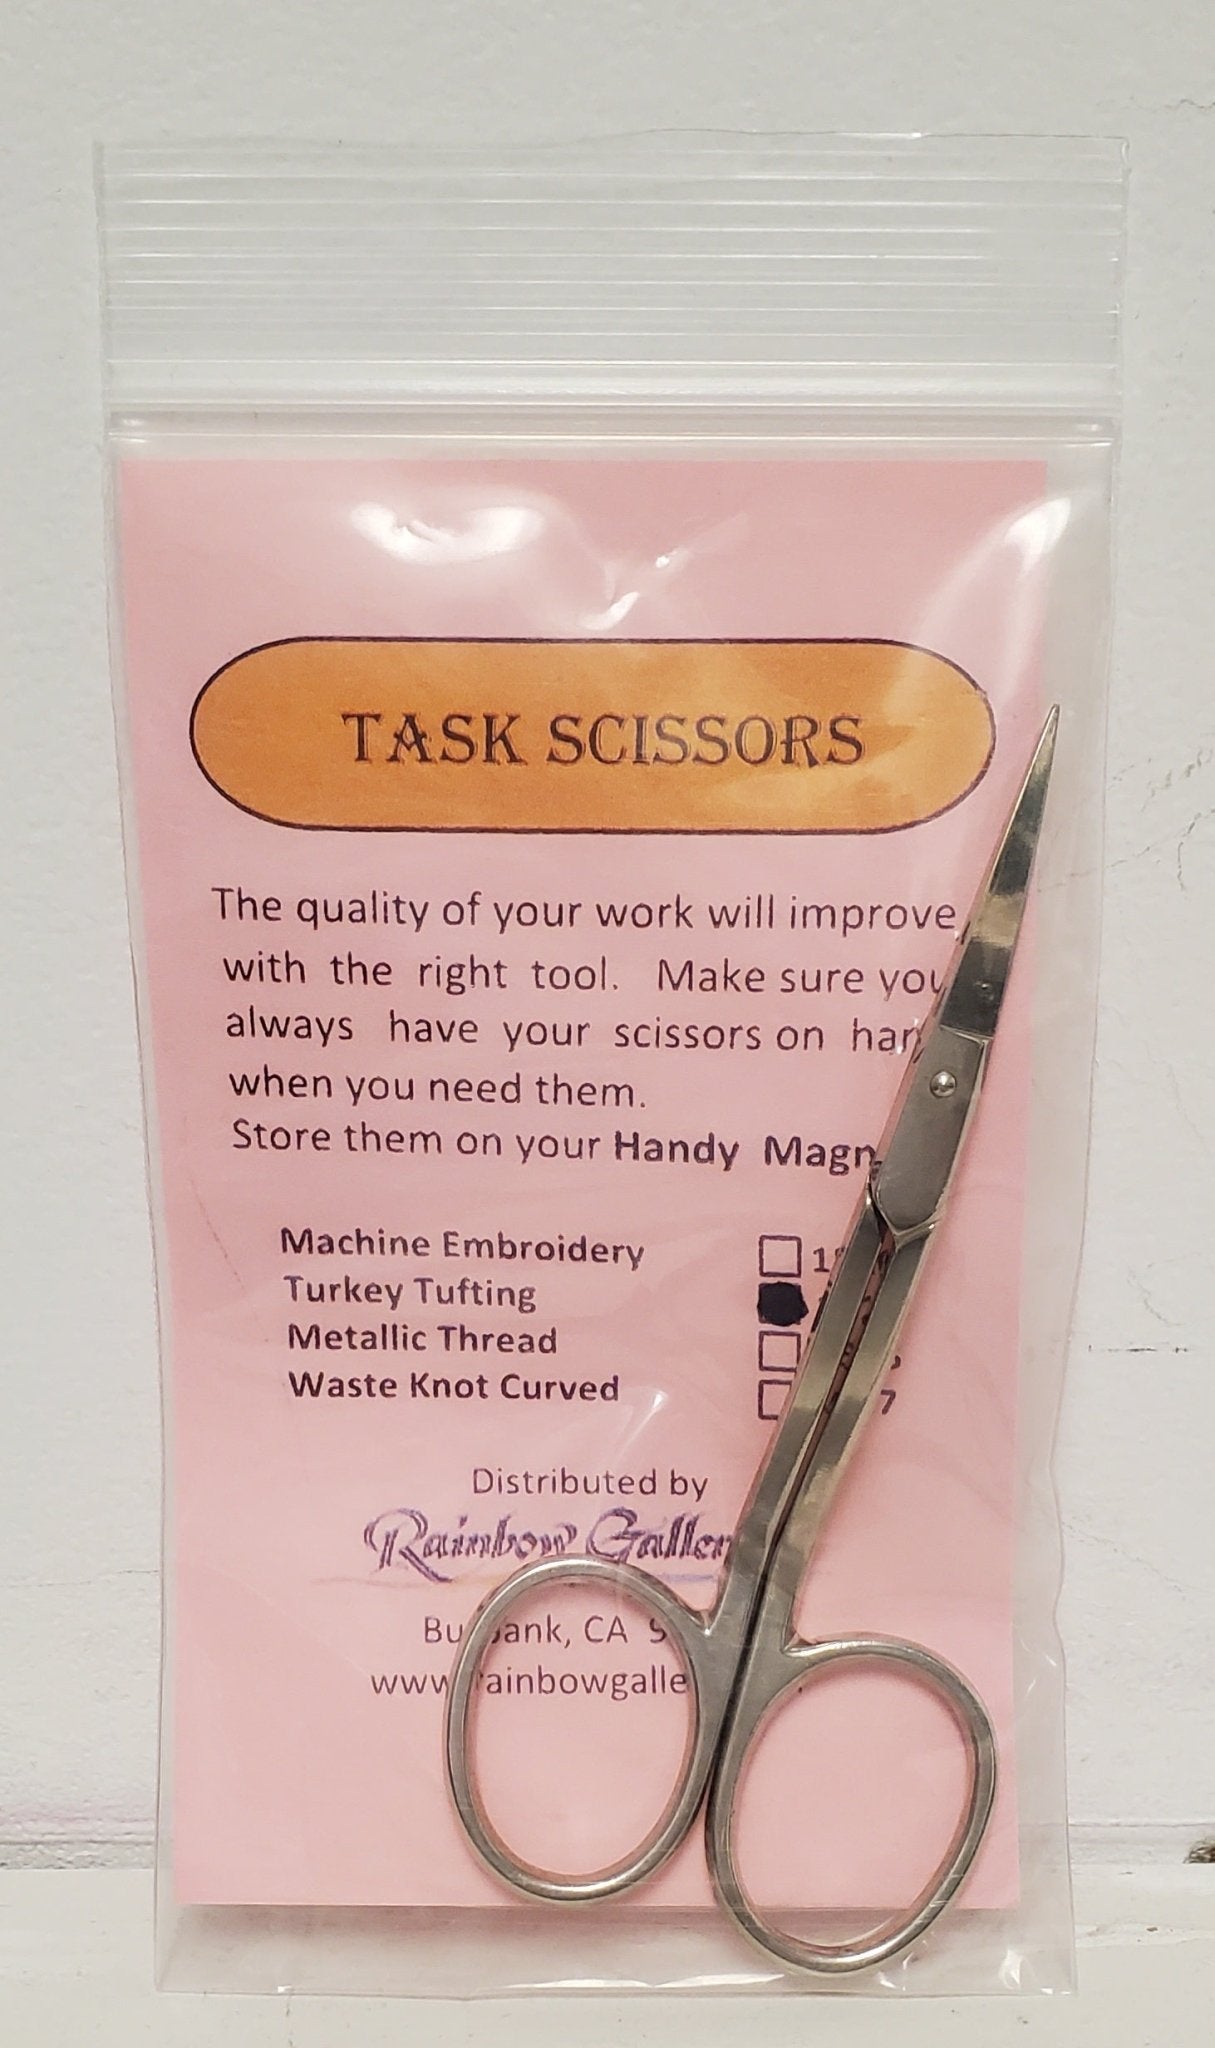 TASK SCISSORS
The quality of your work will improve
with the right tool. Make sure you
always have your scissors on
when you need them.
Store them on your Handy
Machine Embroidery
Turkey Tufting
Metallic Thread
Waste Knot Curved
Distributed by
Rainbow
CA